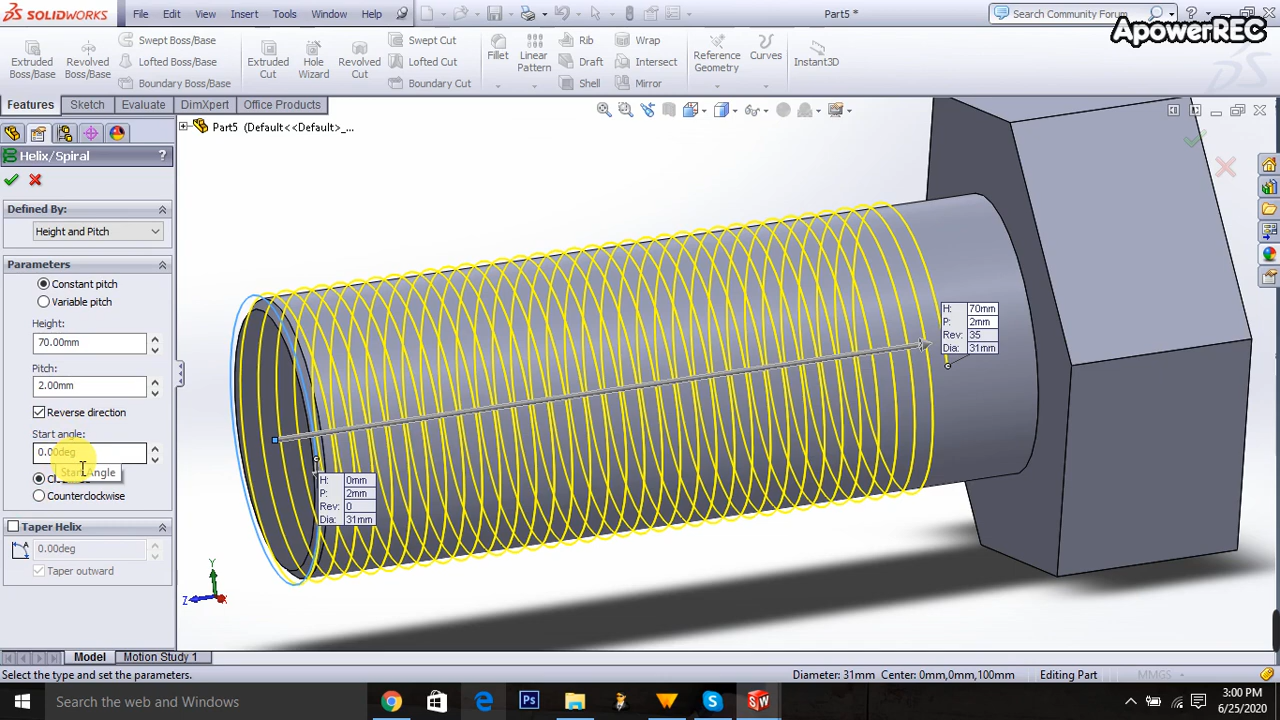 SOLIDWORKS File Edit View Insert Tools Window Help Part5 * Search Community Forum
ApowerREC
Extruded Boss/Base
Revolved Boss/Base
Swept Boss/Base
Lofted Boss/Base
Boundary Boss/Base
Extruded Cut
Hole Wizard
Revolved Cut
Swept Cut
Lofted Cut
Boundary Cut
Fillet
Linear Pattern
Rib
Draft
Shell
Wrap
Intersect
Mirror
Reference Geometry
Curves
Instant3D
Features Sketch Evaluate DimXpert Office Products
Part5 (Default<<Default>_...
Helix/Spiral ?
Defined By:
Height and Pitch
Parameters
Constant pitch
Variable pitch
Height:
70.00mm
Pitch:
2.00mm
Reverse direction
Start angle:
0.00deg
Start Angle
Counterclockwise
Taper Helix
0.00deg
Taper outward
H: 70mm
P: 2mm
Rev: 35
Dia: 31mm
H: 0mm
P: 2mm
Rev: 0
Dia: 31mm
Y
Z
X
Model Motion Study 1
Select the type and set the parameters. Diameter: 31mm Center: 0mm,0mm,100mm Editing Part MMGS
Search the web and Windows
3:00 PM
6/25/2020